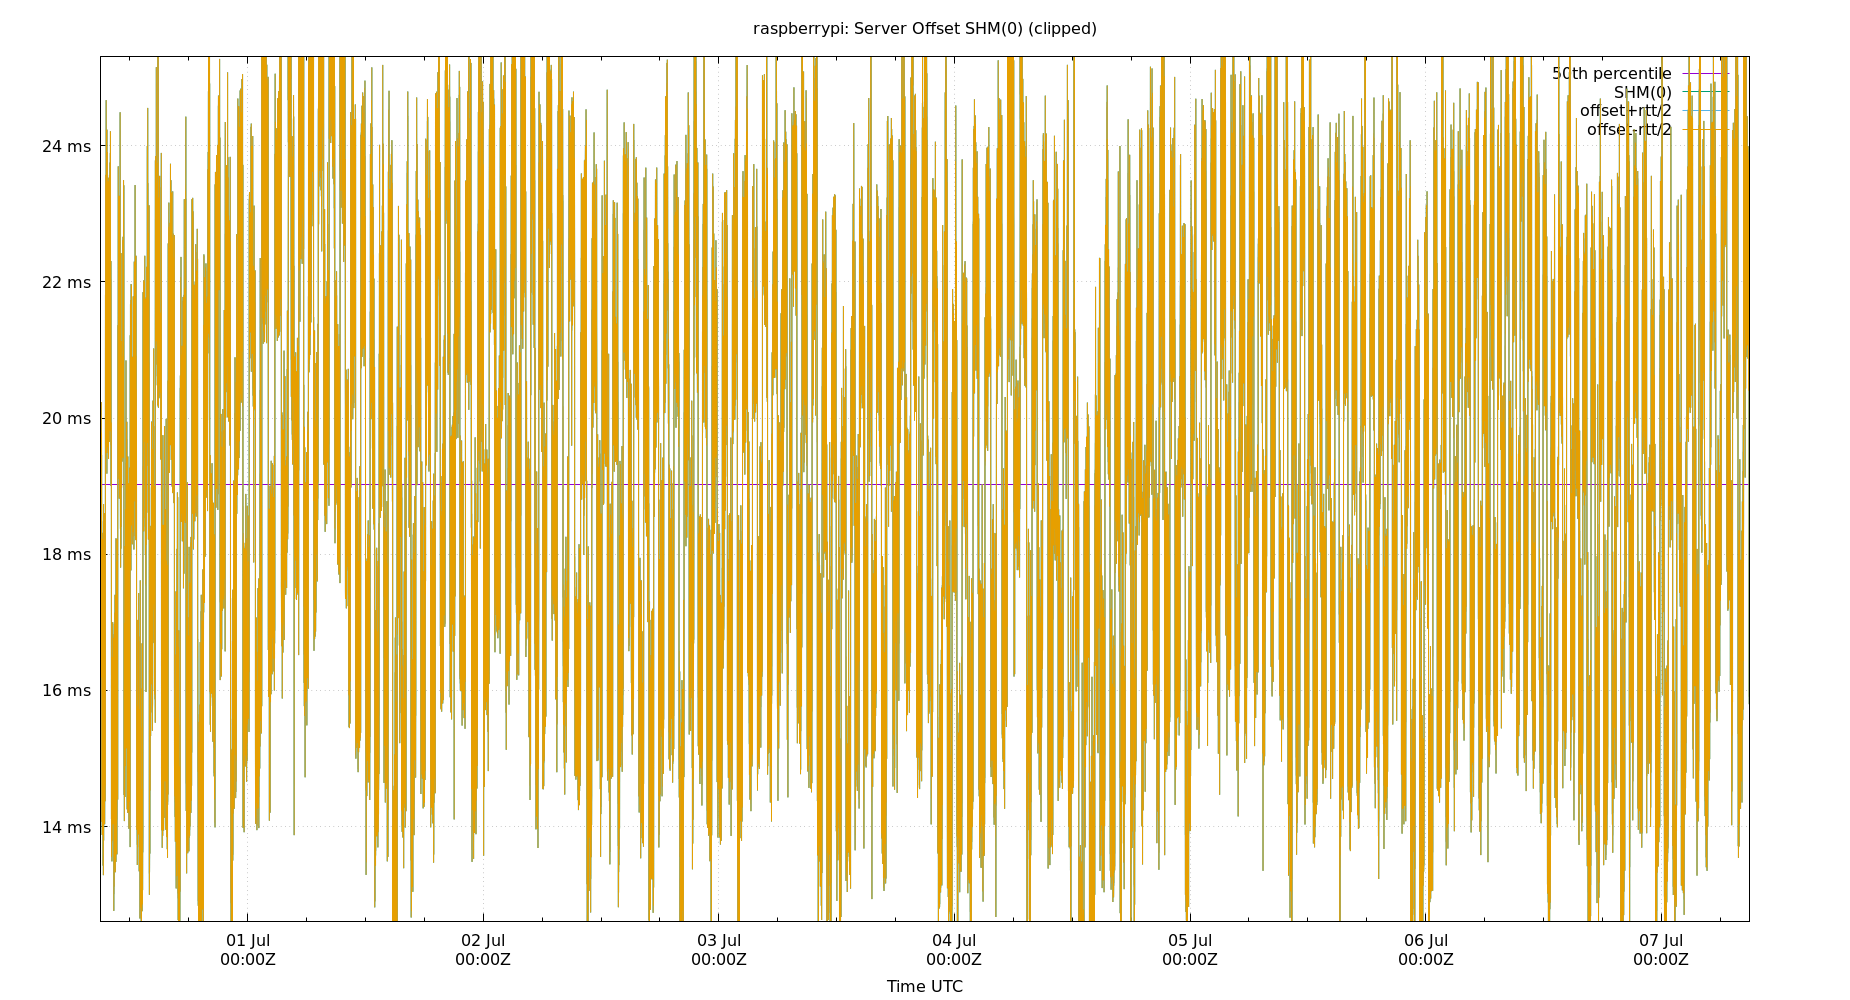 raspberrypi: Server Offset SHM(0) (clipped)
50th percentile
SHM(0)
offset+rtt/2
offset-rtt/2
24 ms
22 ms
20 ms
18 ms
16 ms
14 ms
01 Jul 02 Jul 03 Jul 04 Jul 05 Jul 06 Jul 07 Jul
00:00Z 00:00Z 00:00Z 00:00Z 00:00Z 00:00Z 00:00Z
Time UTC